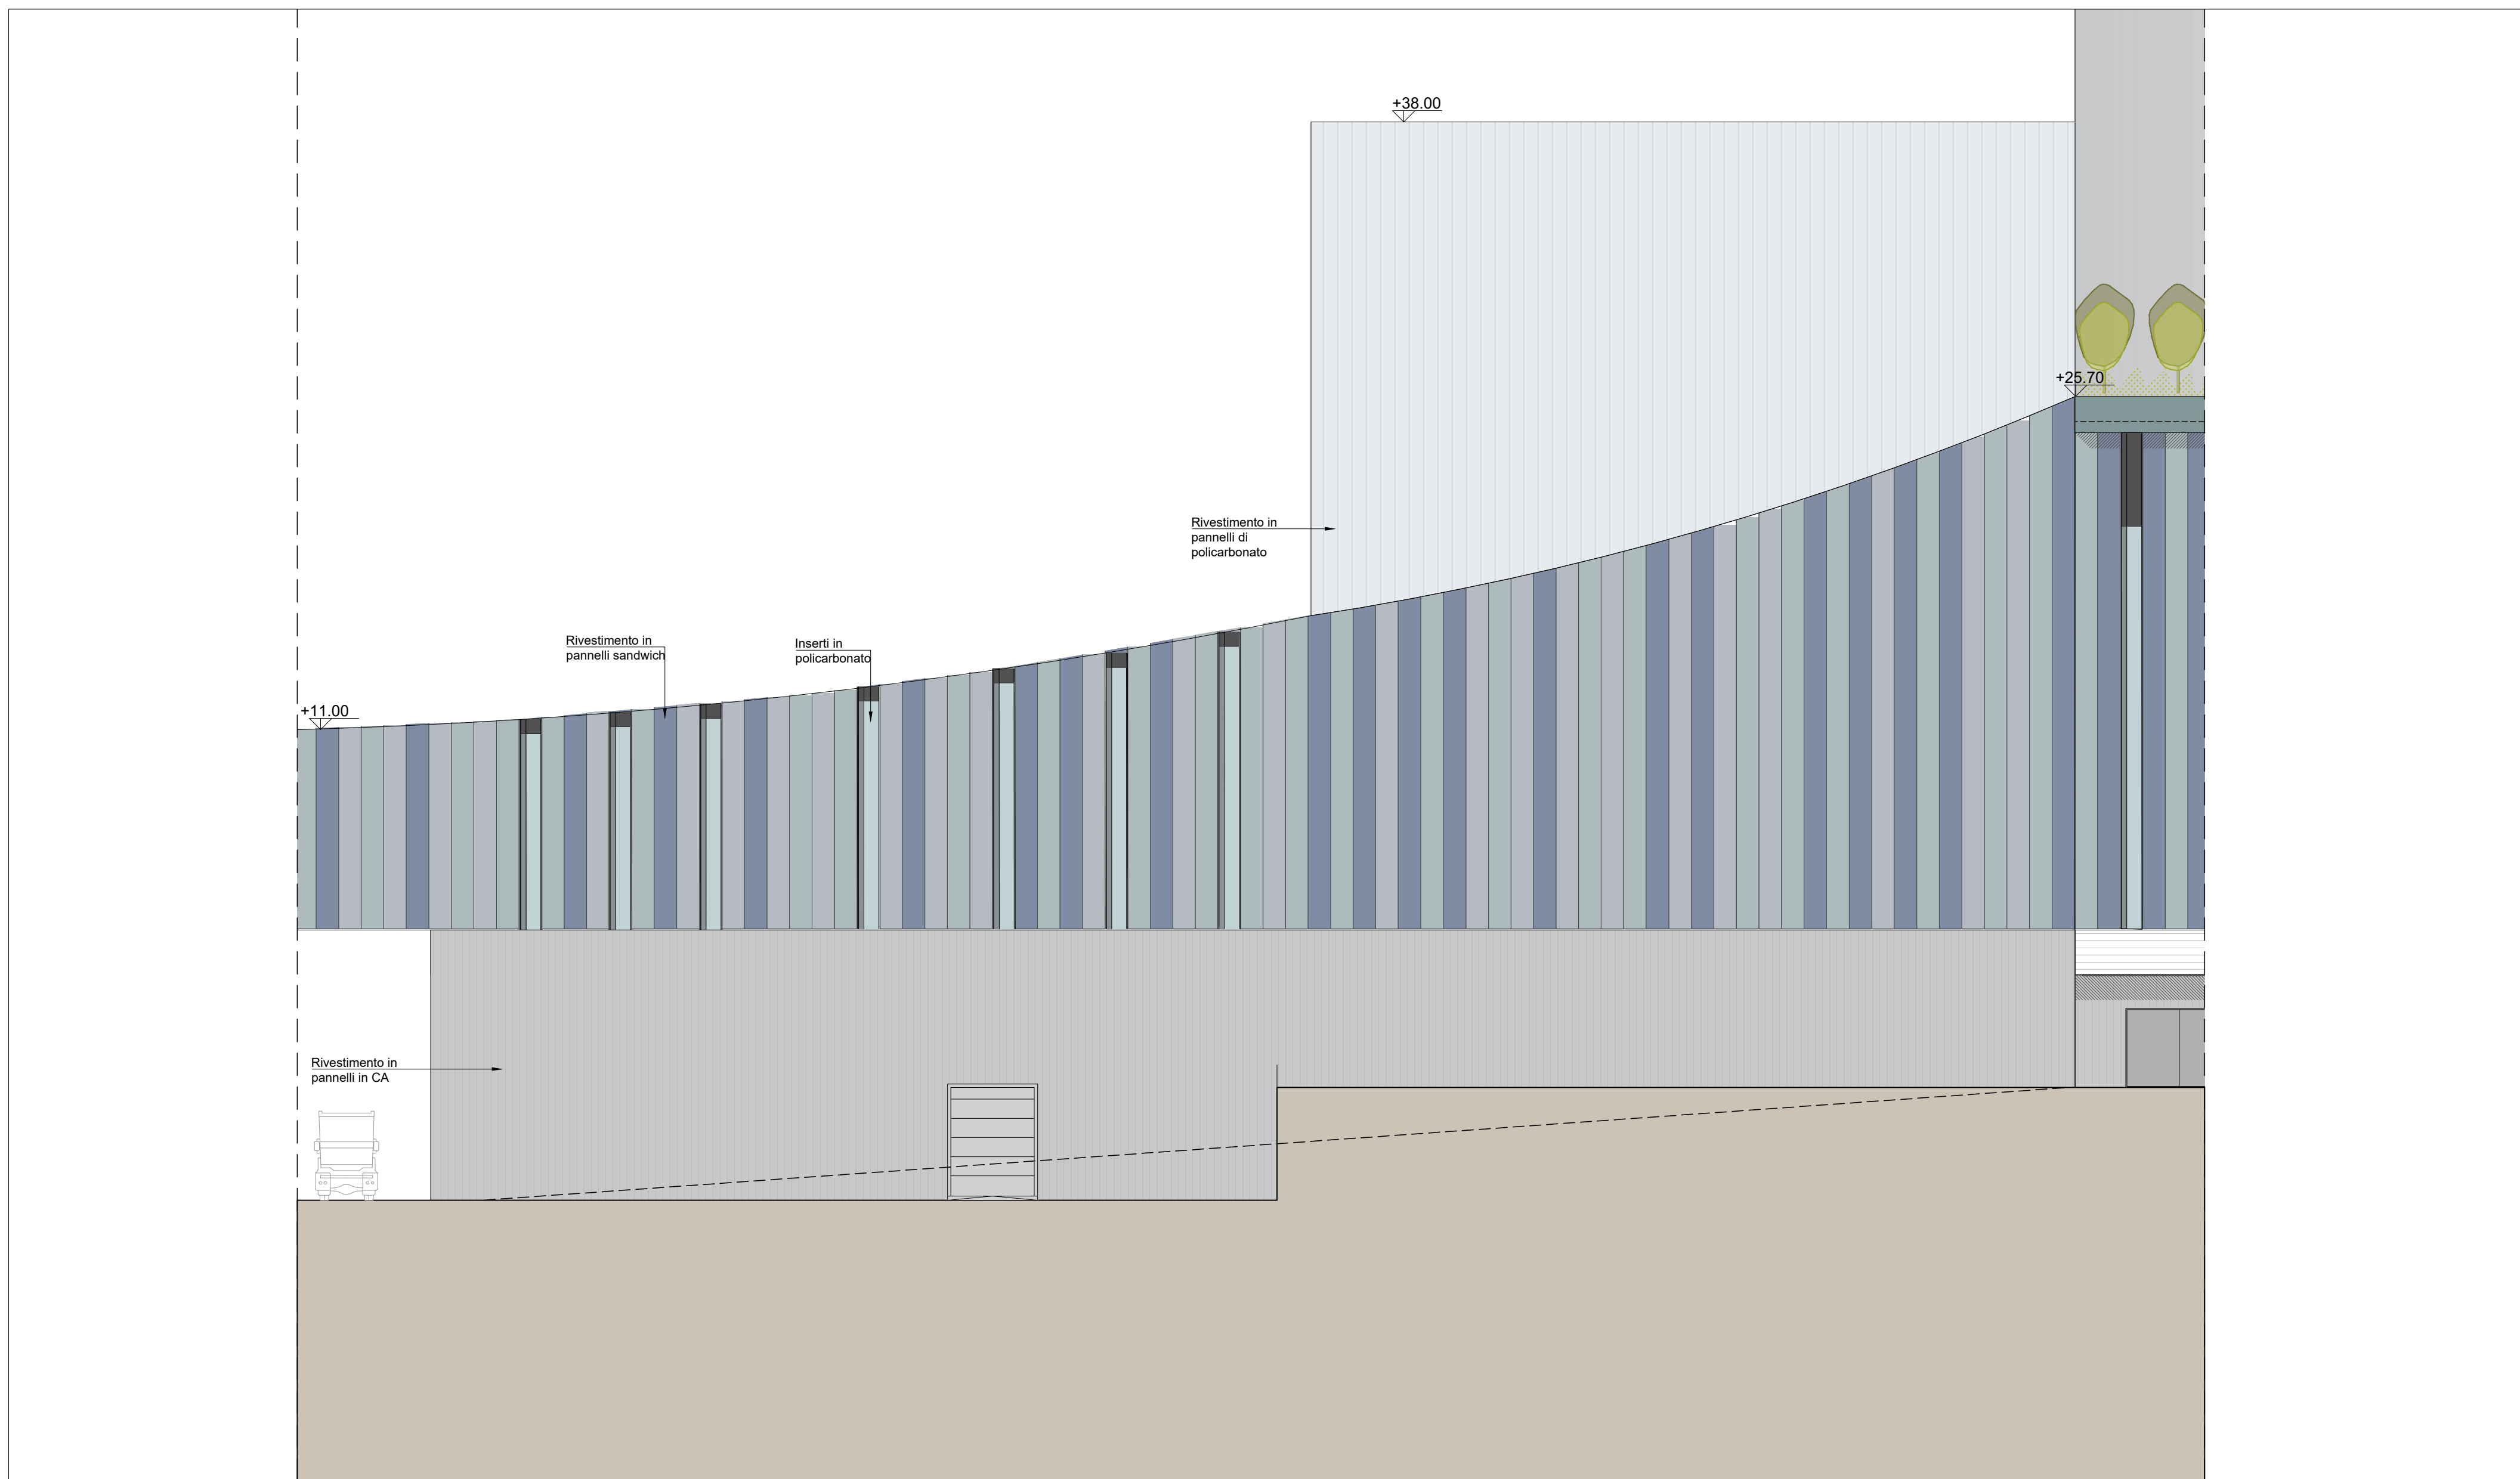 +38.00
+25.70
Rivestimento in
pannelli di
policarbonato
Rivestimento in
pannelli sandwich
Inserti in
policarbonato
+11.00
Rivestimento in
pannelli in CA